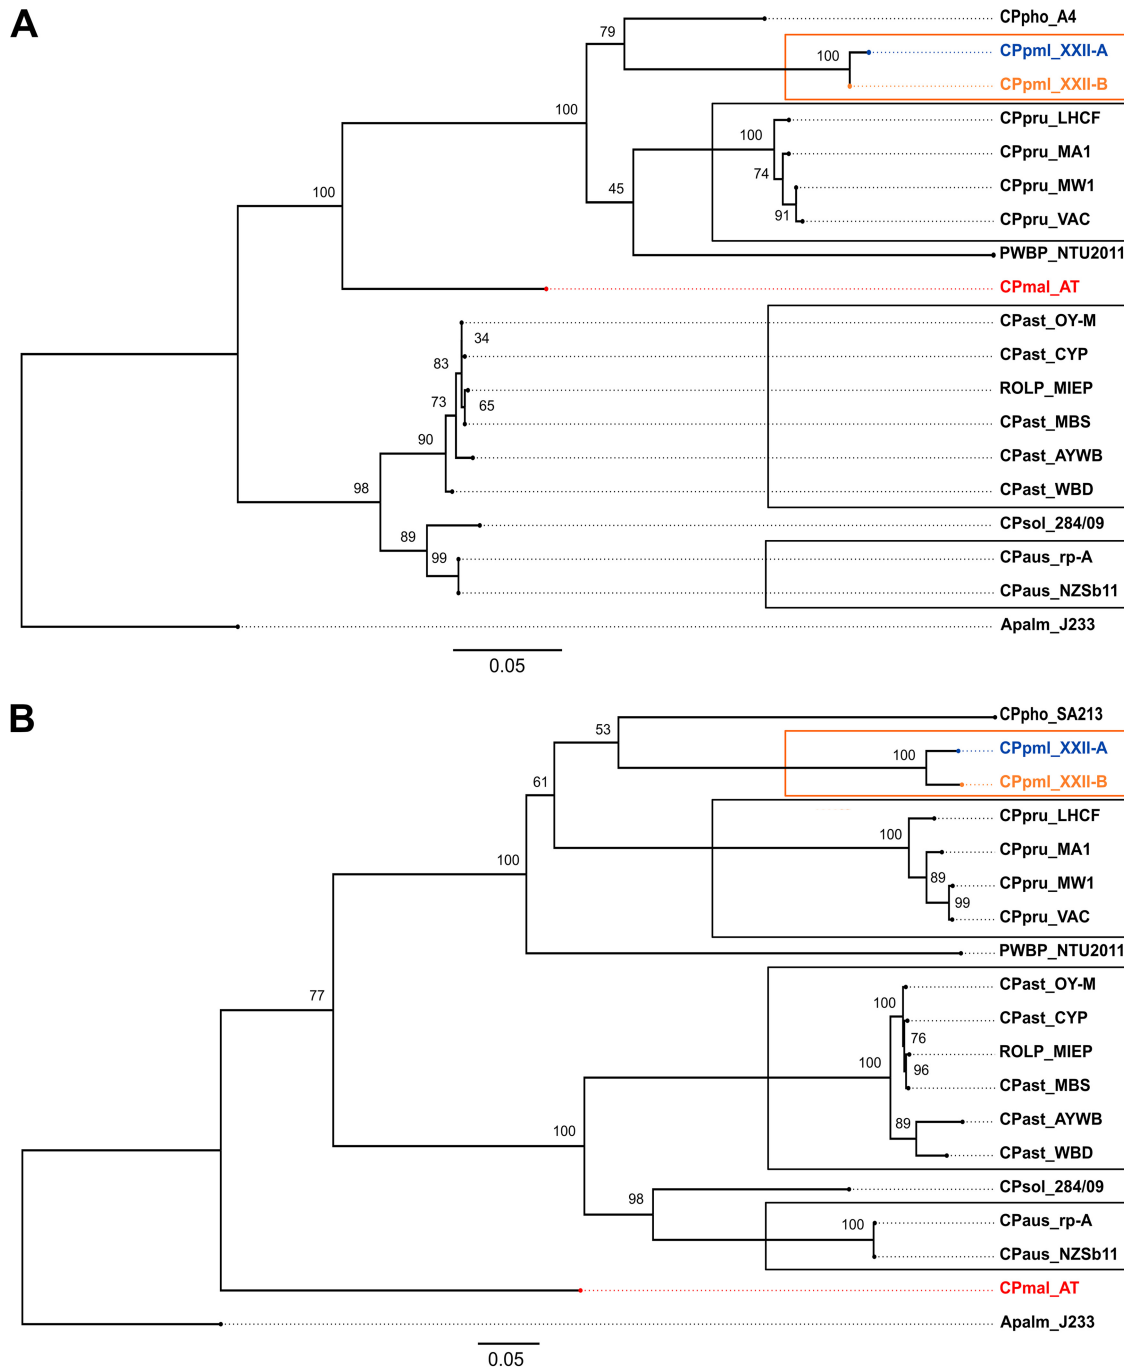 A
CPpho_A4
79
CPpml_XXII-A
100
CPpml_XXII-B
100
CPpru_LHCF
100
CPpru_MA1
74
CPpru_MW1
45
91
CPpru_VAC
100
PWBP_NTU2011
CPmal_AT
CPast_OY-M
34
CPast_CYP
83
ROLP_MIEP
73
65
CPast_MBS
90
CPast_AYWB
98
CPast_WBD
CPsol_284/09
89
99
CPaus_rp-A
CPaus_NZSb11
Apalm_J233
0.05
B
CPpho_SA213
53
CPpml_XXII-A
100
61
CPpml_XXII-B
CPpru_LHCF
100
CPpru_MA1
100
89
CPpru_MW1
99
CPpru_VAC
PWBP_NTU2011
77
CPast_OY-M
100
CPast_CYP
76
ROLP_MIEP
100
96
CPast_MBS
CPast_AYWB
89
100
CPast_WBD
CPsol_284/09
98
CPaus_rp-A
100
CPaus_NZSb11
CPmal_AT
Apalm_J233
0.05